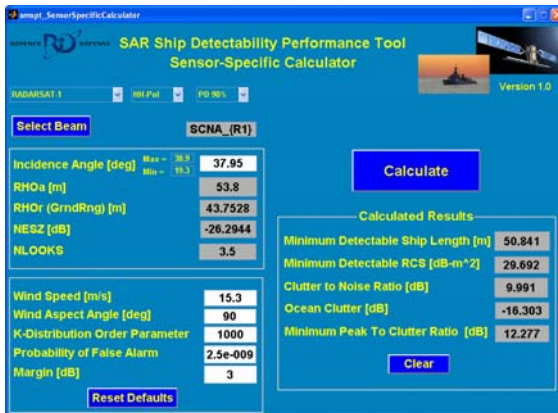 smspt_SensorSpecificCalculator
DEFENCE R&D DEFENSE
SAR Ship Detectability Performance Tool
Sensor-Specific Calculator
Version 1.0
RADARSAT-1 HH-Pol PD 90%
Select Beam SCNA_{R1}
Incidence Angle [deg] Max = 38.9 Min = 19.3 37.95
RHOa [m] 53.8
RHOr (GrndRng) [m] 43.7528
NESZ [dB] -26.2944
NLOOKS 3.5
Wind Speed [m/s] 15.3
Wind Aspect Angle [deg] 90
K-Distribution Order Parameter 1000
Probability of False Alarm 2.5e-009
Margin [dB] 3
Reset Defaults
Calculate
Calculated Results
Minimum Detectable Ship Length [m] 50.841
Minimum Detectable RCS [dB-m^2] 29.692
Clutter to Noise Ratio [dB] 9.991
Ocean Clutter [dB] -16.303
Minimum Peak To Clutter Ratio [dB] 12.277
Clear